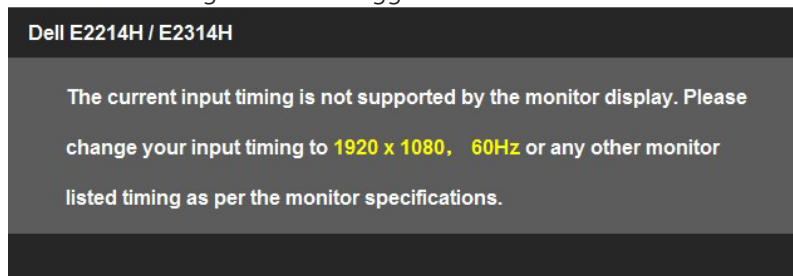 Dell E2214H / E2314H
The current input timing is not supported by the monitor display. Please
change your input timing to 1920 x 1080， 60Hz or any other monitor
listed timing as per the monitor specifications.